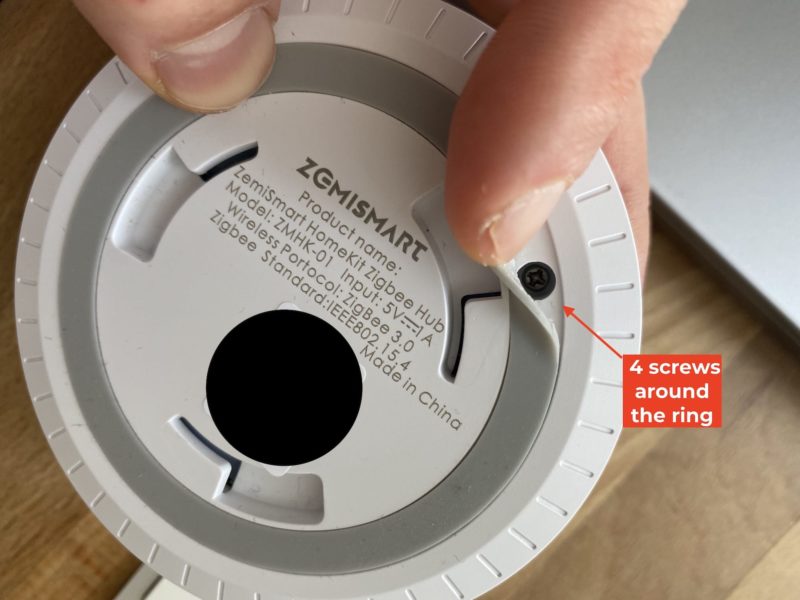 ZEMISMART
Product name:
ZemiSmart HomeKit Zigbee Hub
Model: ZMHK-01 Input: 5V⎓1A
Wireless Portocol: ZigBee 3.0
Zigbee Standard:IEEE802.15.4
Made in China
4 screws
around
the ring